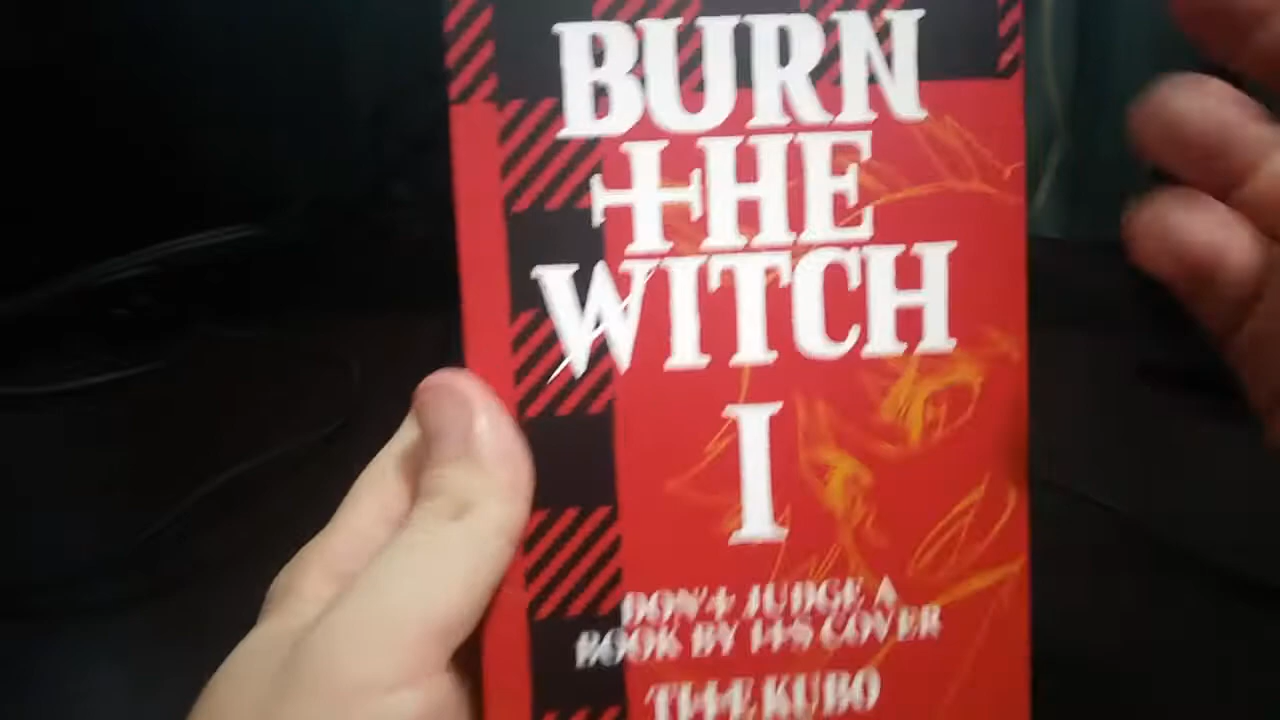 BURN
THE
WITCH
I
DON'T JUDGE A
BOOK BY ITS COVER
TITE KUBO